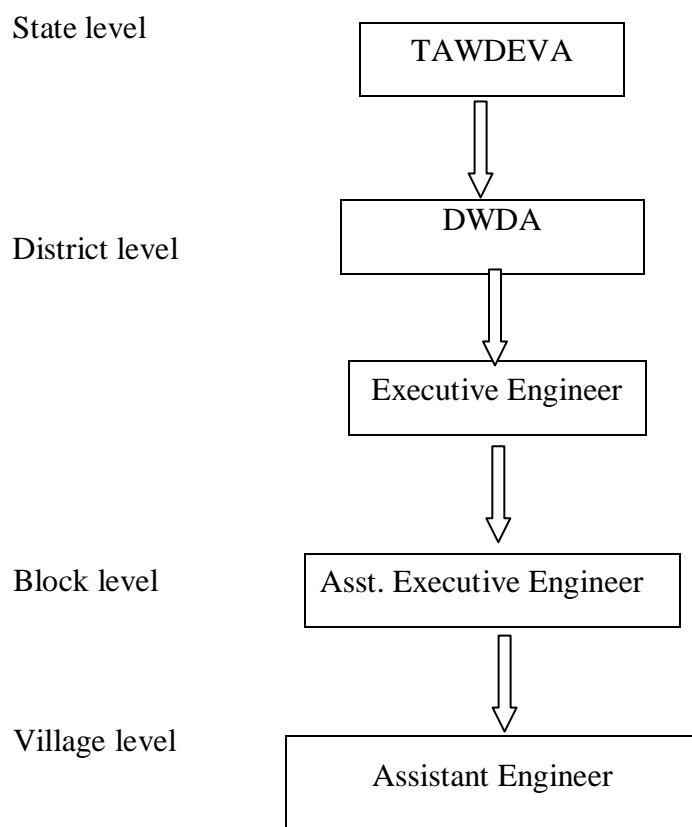 State level
TAWDEVA
DWDA
District level
Executive Engineer
Block level
Asst. Executive Engineer
Village level
Assistant Engineer